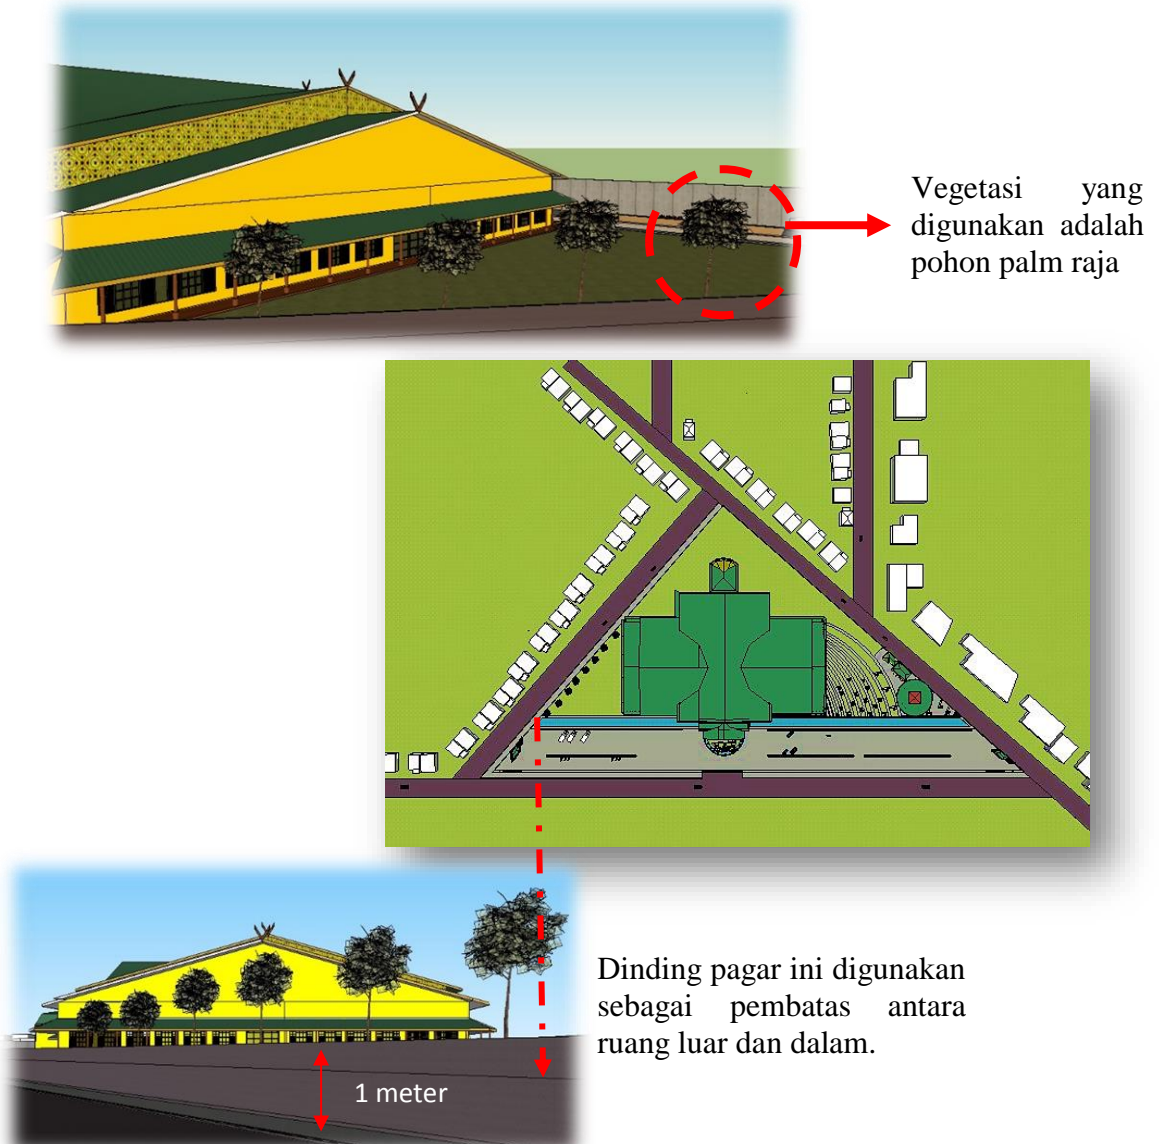 Vegetasi yang
digunakan adalah
pohon palm raja
Dinding pagar ini digunakan
sebagai pembatas antara
ruang luar dan dalam.
1 meter